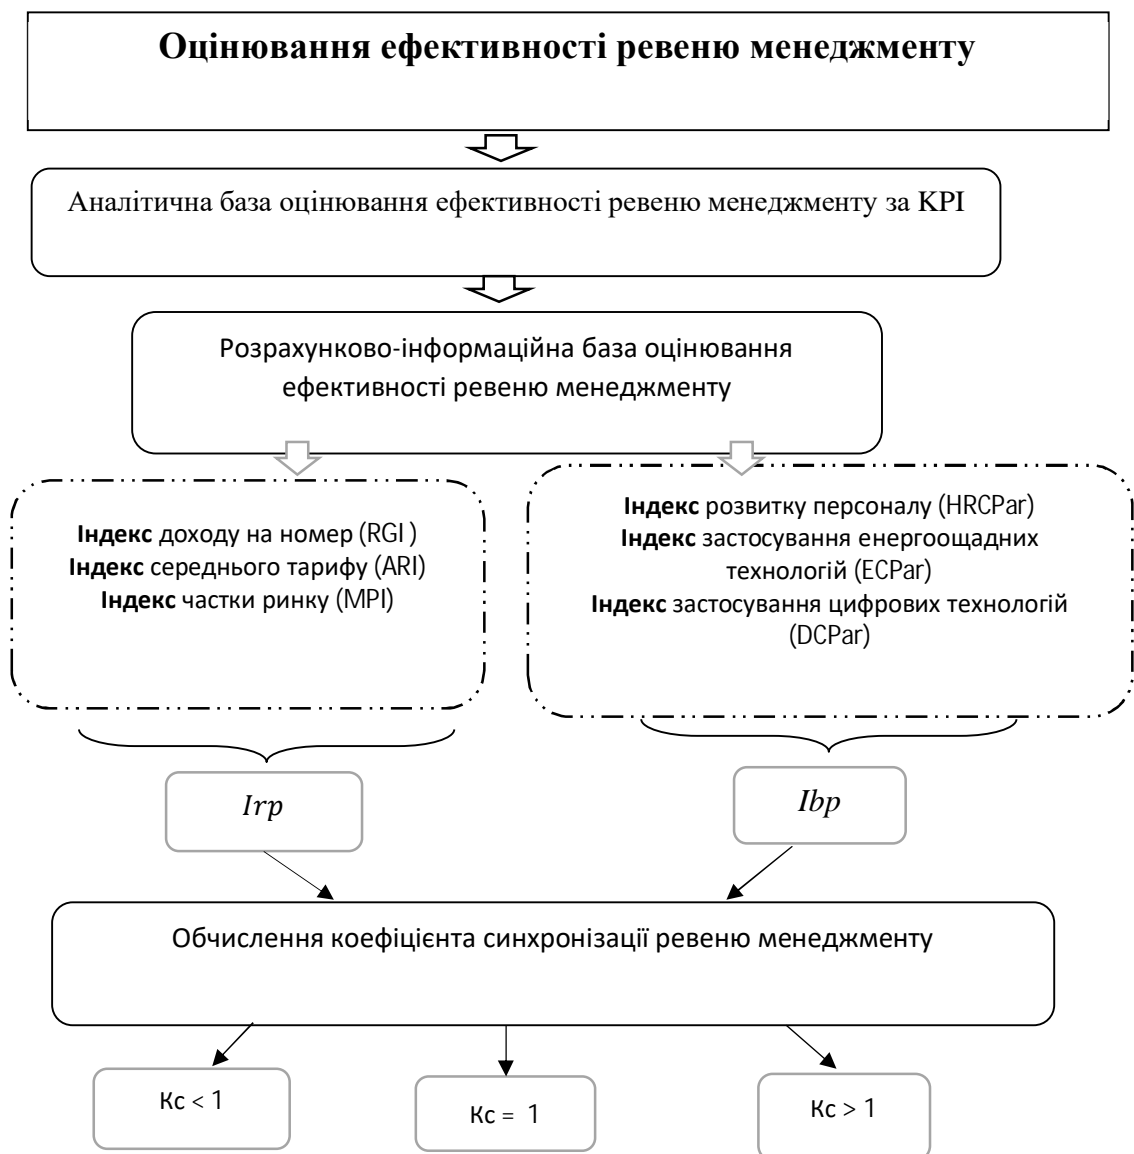 Оцінювання ефективності ревеню менеджменту
Аналітична база оцінювання ефективності ревеню менеджменту за KPI
Розрахунково-інформаційна база оцінювання
ефективності ревеню менеджменту
Індекс доходу на номер (RGI )
Індекс середнього тарифу (ARI)
Індекс частки ринку (MPI)
Індекс розвитку персоналу (HRCPar)
Індекс застосування енергоощадних
технологій (ECPar)
Індекс застосування цифрових технологій
(DCPar)
Irp
Ibp
Обчислення коефіцієнта синхронізації ревеню менеджменту
Кс < 1
Кс = 1
Кс > 1